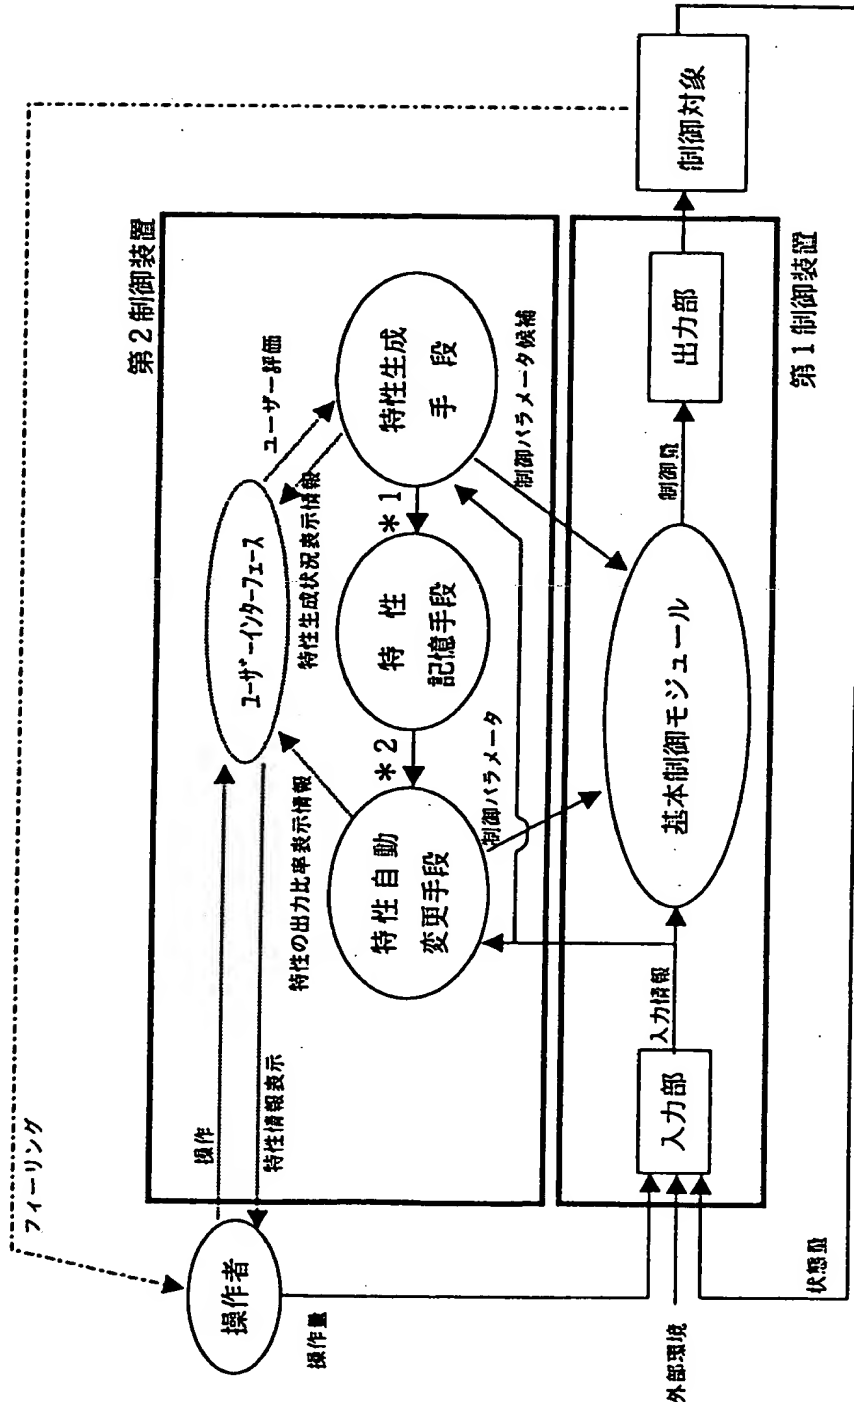 フィーリング
第2制御装置
操作
特性情報表示
操作者
操作量
ユーザーインターフェース
ユーザー評価
特性生成状況表示情報
特性の出力比率表示情報
特性自動
変更手段
*2
特性
記憶手段
*1
特性生成
手段
制御パラメータ
制御パラメータ候補
入力部
入力情報
基本制御モジュール
制御量
出力部
制御対象
第1制御装置
外部環境
状態量